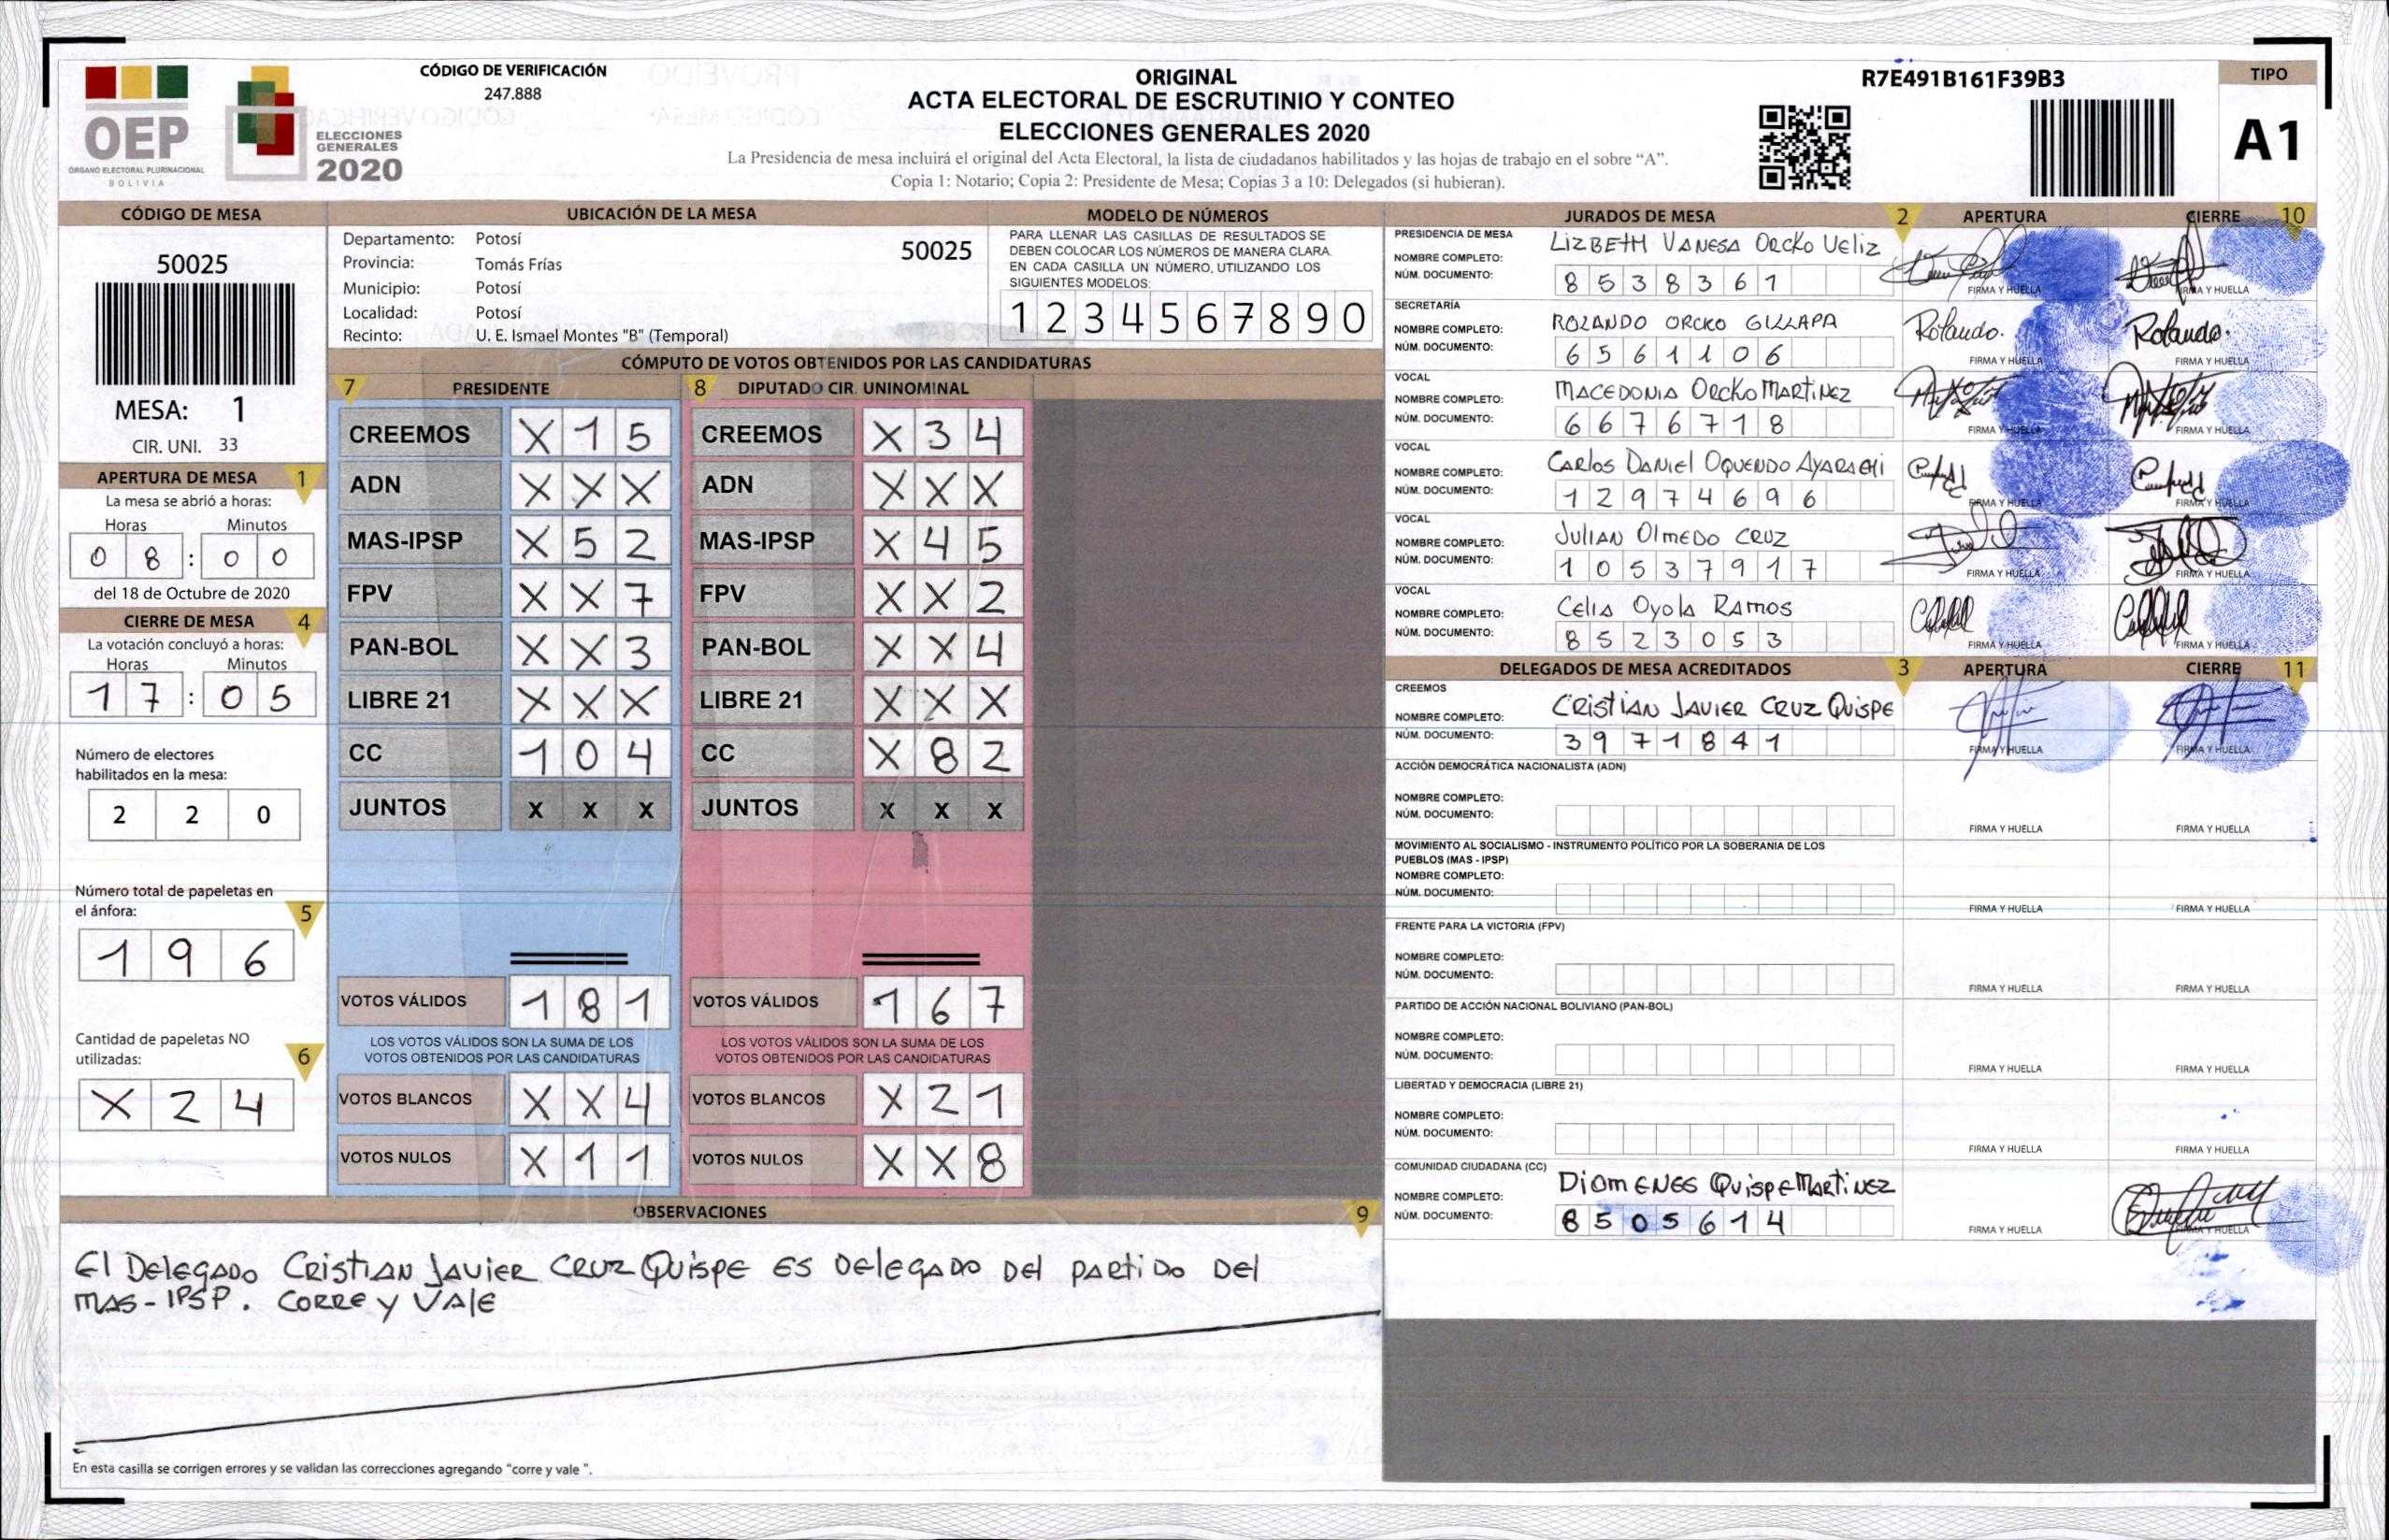 OEP
ÓRGANO ELECTORAL PLURINACIONAL
BOLIVIA
ELECCIONES
GENERALES
2020
CÓDIGO DE VERIFICACIÓN
247.888
ORIGINAL
ACTA ELECTORAL DE ESCRUTINIO Y CONTEO
ELECCIONES GENERALES 2020
La Presidencia de mesa incluirá el original del Acta Electoral, la lista de ciudadanos habilitados y las hojas de trabajo en el sobre “A”.
Copia 1: Notario; Copia 2: Presidente de Mesa; Copias 3 a 10: Delegados (si hubieran).
R7E491B161F39B3
TIPO
A1
CÓDIGO DE MESA
50025
MESA: 1
CIR. UNI. 33
APERTURA DE MESA 1
La mesa se abrió a horas:
Horas Minutos
0 8 : 0 0
del 18 de Octubre de 2020
CIERRE DE MESA 4
La votación concluyó a horas:
Horas Minutos
1 7 : 0 5
Número de electores
habilitados en la mesa:
2 2 0
Número total de papeletas en
el ánfora:
5
1 9 6
Cantidad de papeletas NO
utilizadas:
6
X 2 4
UBICACIÓN DE LA MESA
Departamento: Potosí
50025
Provincia: Tomás Frías
Municipio: Potosí
Localidad: Potosí
Recinto: U. E. Ismael Montes "B" (Temporal)
MODELO DE NÚMEROS
PARA LLENAR LAS CASILLAS DE RESULTADOS SE
DEBEN COLOCAR LOS NÚMEROS DE MANERA CLARA
EN CADA CASILLA UN NÚMERO, UTILIZANDO LOS
SIGUIENTES MODELOS:
1 2 3 4 5 6 7 8 9 0
CÓMPUTO DE VOTOS OBTENIDOS POR LAS CANDIDATURAS
7 PRESIDENTE
CREEMOS X 1 5
ADN X X X
MAS-IPSP X 5 2
FPV X X 7
PAN-BOL X X 3
LIBRE 21 X X X
CC 1 0 4
JUNTOS X X X
VOTOS VÁLIDOS 1 8 1
LOS VOTOS VÁLIDOS SON LA SUMA DE LOS
VOTOS OBTENIDOS POR LAS CANDIDATURAS
VOTOS BLANCOS X X 4
VOTOS NULOS X 1 1
8 DIPUTADO CIR. UNINOMINAL
CREEMOS X 3 4
ADN X X X
MAS-IPSP X 4 5
FPV X X 2
PAN-BOL X X 4
LIBRE 21 X X X
CC X 8 2
JUNTOS X X X
VOTOS VÁLIDOS 1 6 7
LOS VOTOS VÁLIDOS SON LA SUMA DE LOS
VOTOS OBTENIDOS POR LAS CANDIDATURAS
VOTOS BLANCOS X 2 1
VOTOS NULOS X X 8
OBSERVACIONES 9
El Delegado Cristian Javier Cruz Quispe es Delegado del partido del
MAS-IPSP. Corre y Vale
En esta casilla se corrigen errores y se validan las correcciones agregando "corre y vale ".
JURADOS DE MESA 2 APERTURA CIERRE 10
PRESIDENCIA DE MESA
NOMBRE COMPLETO: Lizbeth Vanesa Orcko Veliz
NÚM. DOCUMENTO: 8 5 3 8 3 6 1
FIRMA Y HUELLA FIRMA Y HUELLA
SECRETARÍA
NOMBRE COMPLETO: Rolando Orcko Gillapa
Rolando. Rolando.
NÚM. DOCUMENTO: 6 5 6 1 1 0 6
FIRMA Y HUELLA FIRMA Y HUELLA
VOCAL
NOMBRE COMPLETO: Macedonia Orcko Martinez
NÚM. DOCUMENTO: 6 6 7 6 7 1 8
FIRMA Y HUELLA FIRMA Y HUELLA
VOCAL
NOMBRE COMPLETO: Carlos Daniel Oquendo Ayarachi
NÚM. DOCUMENTO: 1 2 9 7 4 6 9 6
FIRMA Y HUELLA FIRMA Y HUELLA
VOCAL
NOMBRE COMPLETO: Julian Olmedo Cruz
NÚM. DOCUMENTO: 1 0 5 3 7 9 1 7
FIRMA Y HUELLA FIRMA Y HUELLA
VOCAL
NOMBRE COMPLETO: Celia Oyola Ramos
NÚM. DOCUMENTO: 8 5 2 3 0 5 3
FIRMA Y HUELLA FIRMA Y HUELLA
DELEGADOS DE MESA ACREDITADOS 3 APERTURA CIERRE 11
CREEMOS
NOMBRE COMPLETO: Cristian Javier Cruz Quispe
NÚM. DOCUMENTO: 3 9 7 1 8 4 1
FIRMA Y HUELLA FIRMA Y HUELLA
ACCIÓN DEMOCRÁTICA NACIONALISTA (ADN)
NOMBRE COMPLETO:
NÚM. DOCUMENTO:
FIRMA Y HUELLA FIRMA Y HUELLA
MOVIMIENTO AL SOCIALISMO - INSTRUMENTO POLÍTICO POR LA SOBERANIA DE LOS
PUEBLOS (MAS - IPSP)
NOMBRE COMPLETO:
NÚM. DOCUMENTO:
FIRMA Y HUELLA FIRMA Y HUELLA
FRENTE PARA LA VICTORIA (FPV)
NOMBRE COMPLETO:
NÚM. DOCUMENTO:
FIRMA Y HUELLA FIRMA Y HUELLA
PARTIDO DE ACCIÓN NACIONAL BOLIVIANO (PAN-BOL)
NOMBRE COMPLETO:
NÚM. DOCUMENTO:
FIRMA Y HUELLA FIRMA Y HUELLA
LIBERTAD Y DEMOCRACIA (LIBRE 21)
NOMBRE COMPLETO:
NÚM. DOCUMENTO:
FIRMA Y HUELLA FIRMA Y HUELLA
COMUNIDAD CIUDADANA (CC)
NOMBRE COMPLETO: Diomenes Quispe Martinez
NÚM. DOCUMENTO: 8 5 0 5 6 1 4
FIRMA Y HUELLA FIRMA Y HUELLA